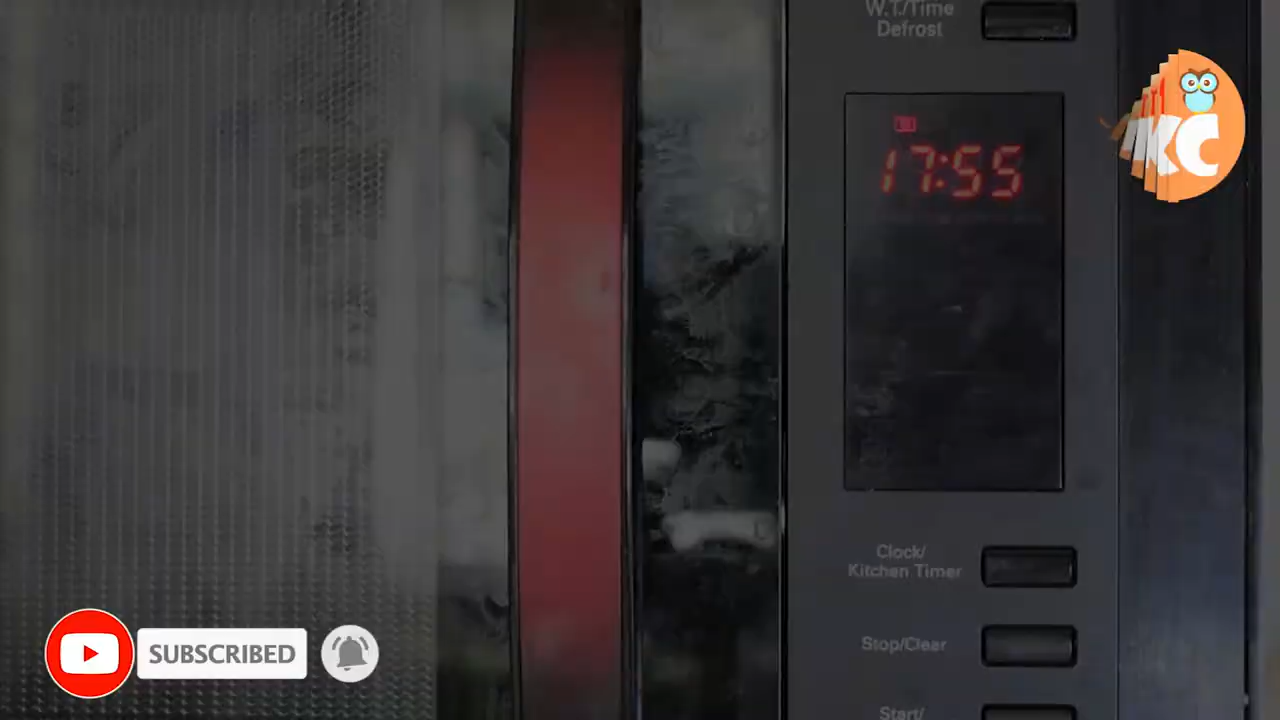 W.T./Time
Defrost
17:55
KC
Clock/
Kitchen Timer
Stop/Clear
Start/
SUBSCRIBED